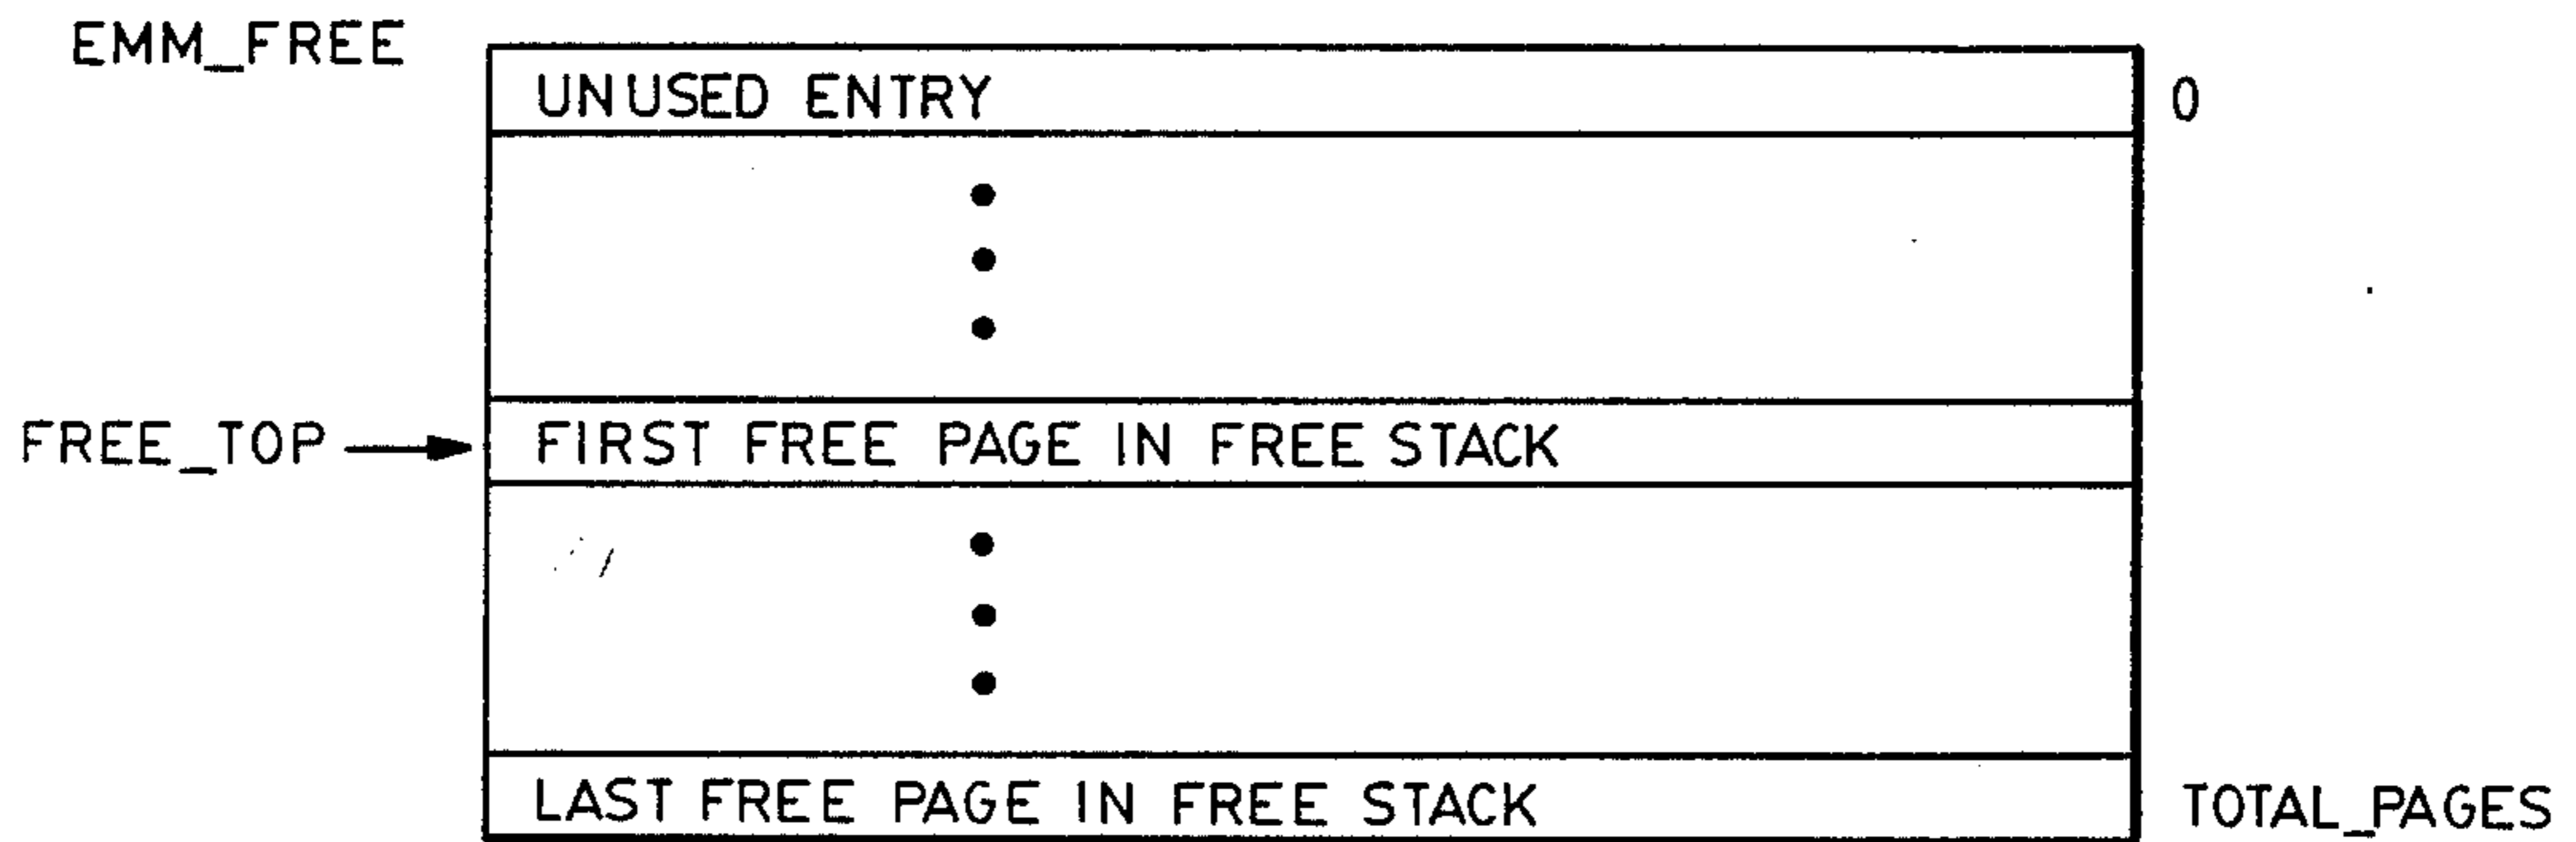 EMM_FREE
UNUSED ENTRY 0
FREE_TOP FIRST FREE PAGE IN FREE STACK
LAST FREE PAGE IN FREE STACK TOTAL_PAGES